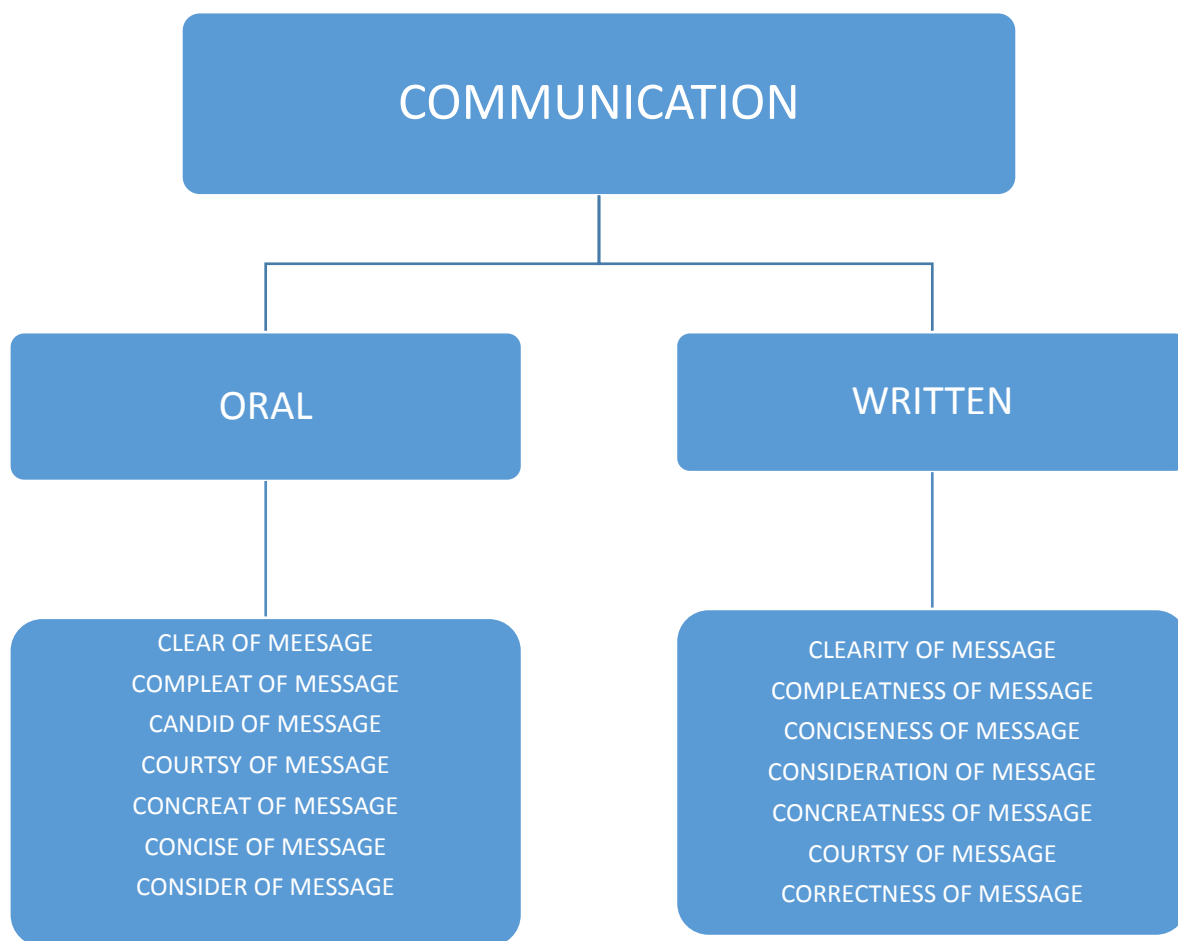 COMMUNICATION
ORAL
WRITTEN
CLEAR OF MEESAGE
COMPLEAT OF MESSAGE
CANDID OF MESSAGE
COURTSY OF MESSAGE
CONCREAT OF MESSAGE
CONCISE OF MESSAGE
CONSIDER OF MESSAGE
CLEARITY OF MESSAGE
COMPLEATNESS OF MESSAGE
CONCISENESS OF MESSAGE
CONSIDERATION OF MESSAGE
CONCREATNESS OF MESSAGE
COURTSY OF MESSAGE
CORRECTNESS OF MESSAGE